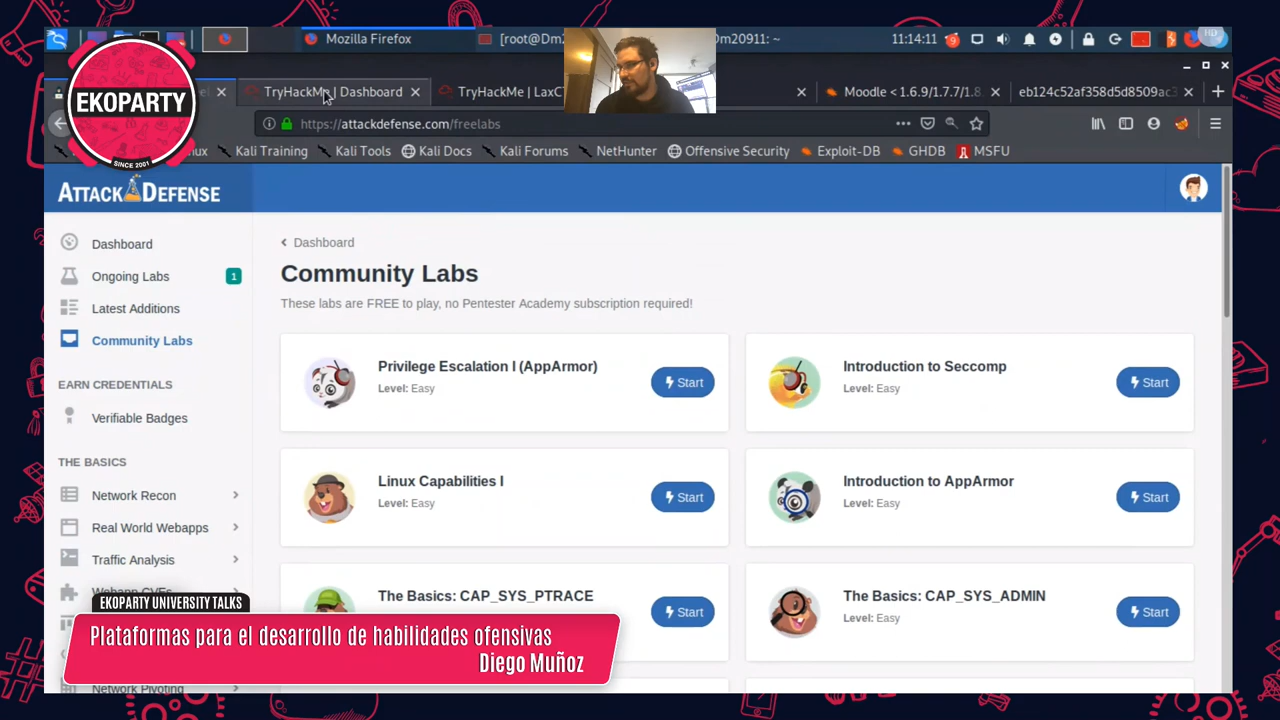 Mozilla Firefox
[root@Dm2
m20911: ~
11:14:11
HD
TryHackMe | Dashboard
TryHackMe | LaxC
Moodle < 1.6.9/1.7.7/1.8.
eb124c52af358d5d8509ac3
EKOPARTY
SINCE 2001
https://attackdefense.com/freelabs
Kali Training
Kali Tools
Kali Docs
Kali Forums
NetHunter
Offensive Security
Exploit-DB
GHDB
MSFU
ATTACK DEFENSE
Dashboard
Ongoing Labs
1
Latest Additions
Community Labs
EARN CREDENTIALS
Verifiable Badges
THE BASICS
Network Recon
Real World Webapps
Traffic Analysis
Webapp CVEs
Network Pivoting
Dashboard
Community Labs
These labs are FREE to play, no Pentester Academy subscription required!
Privilege Escalation I (AppArmor)
Level: Easy
Start
Introduction to Seccomp
Level: Easy
Start
Linux Capabilities I
Level: Easy
Start
Introduction to AppArmor
Level: Easy
Start
The Basics: CAP_SYS_PTRACE
Start
The Basics: CAP_SYS_ADMIN
Level: Easy
Start
EKOPARTY UNIVERSITY TALKS
Plataformas para el desarrollo de habilidades ofensivas
Diego Muñoz